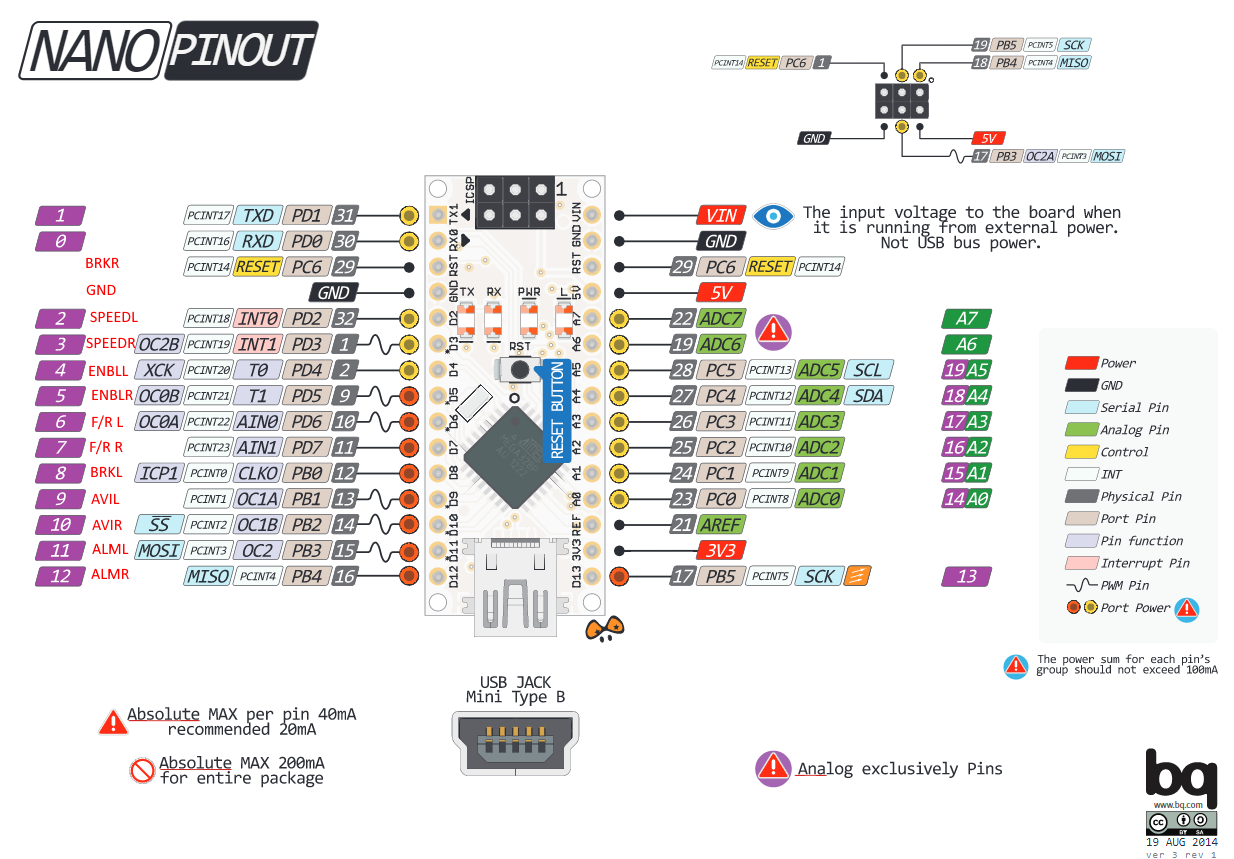 NANO PINOUT
19 PB5 PCINT5 SCK
PCINT14 RESET PC6 1
18 PB4 PCINT4 MISO
GND
5V
17 PB3 OC2A PCINT3 MOSI
ICSP
1
1 PCINT17 TXD PD1 31 TX1
VIN VIN
The input voltage to the board when
it is running from external power.
Not USB bus power.
0 PCINT16 RXD PD0 30 RX0
GND GND
BRKR PCINT14 RESET PC6 29 RST
RST 29 PC6 RESET PCINT14
GND GND GND
5V 5V
TX RX PWR L
2 SPEEDL PCINT18 INT0 PD2 32 D2
A7 22 ADC7 A7
3 SPEEDR OC2B PCINT19 INT1 PD3 1 D3
A6 19 ADC6 A6
RST
RESET BUTTON
4 ENBLL XCK PCINT20 T0 PD4 2 D4
A5 28 PC5 PCINT13 ADC5 SCL 19 A5
5 ENBLR OC0B PCINT21 T1 PD5 9 D5
A4 27 PC4 PCINT12 ADC4 SDA 18 A4
6 F/R L OC0A PCINT22 AIN0 PD6 10 D6
A3 26 PC3 PCINT11 ADC3 17 A3
7 F/R R PCINT23 AIN1 PD7 11 D7
A2 25 PC2 PCINT10 ADC2 16 A2
8 BRKL ICP1 PCINT0 CLKO PB0 12 D8
A1 24 PC1 PCINT9 ADC1 15 A1
9 AVIL PCINT1 OC1A PB1 13 D9
A0 23 PC0 PCINT8 ADC0 14 A0
10 AVIR SS PCINT2 OC1B PB2 14 D10
REF 21 AREF
11 ALML MOSI PCINT3 OC2 PB3 15 D11
3V3 3V3
12 ALMR MISO PCINT4 PB4 16 D12
D13 17 PB5 PCINT5 SCK 13
Power
GND
Serial Pin
Analog Pin
Control
INT
Physical Pin
Port Pin
Pin function
Interrupt Pin
PWM Pin
Port Power
The power sum for each pin's
group should not exceed 100mA
USB JACK
Mini Type B
Absolute MAX per pin 40mA
recommended 20mA
Absolute MAX 200mA
for entire package
Analog exclusively Pins
bq
www.bq.com
cc BY SA
19 AUG 2014
ver 3 rev 1